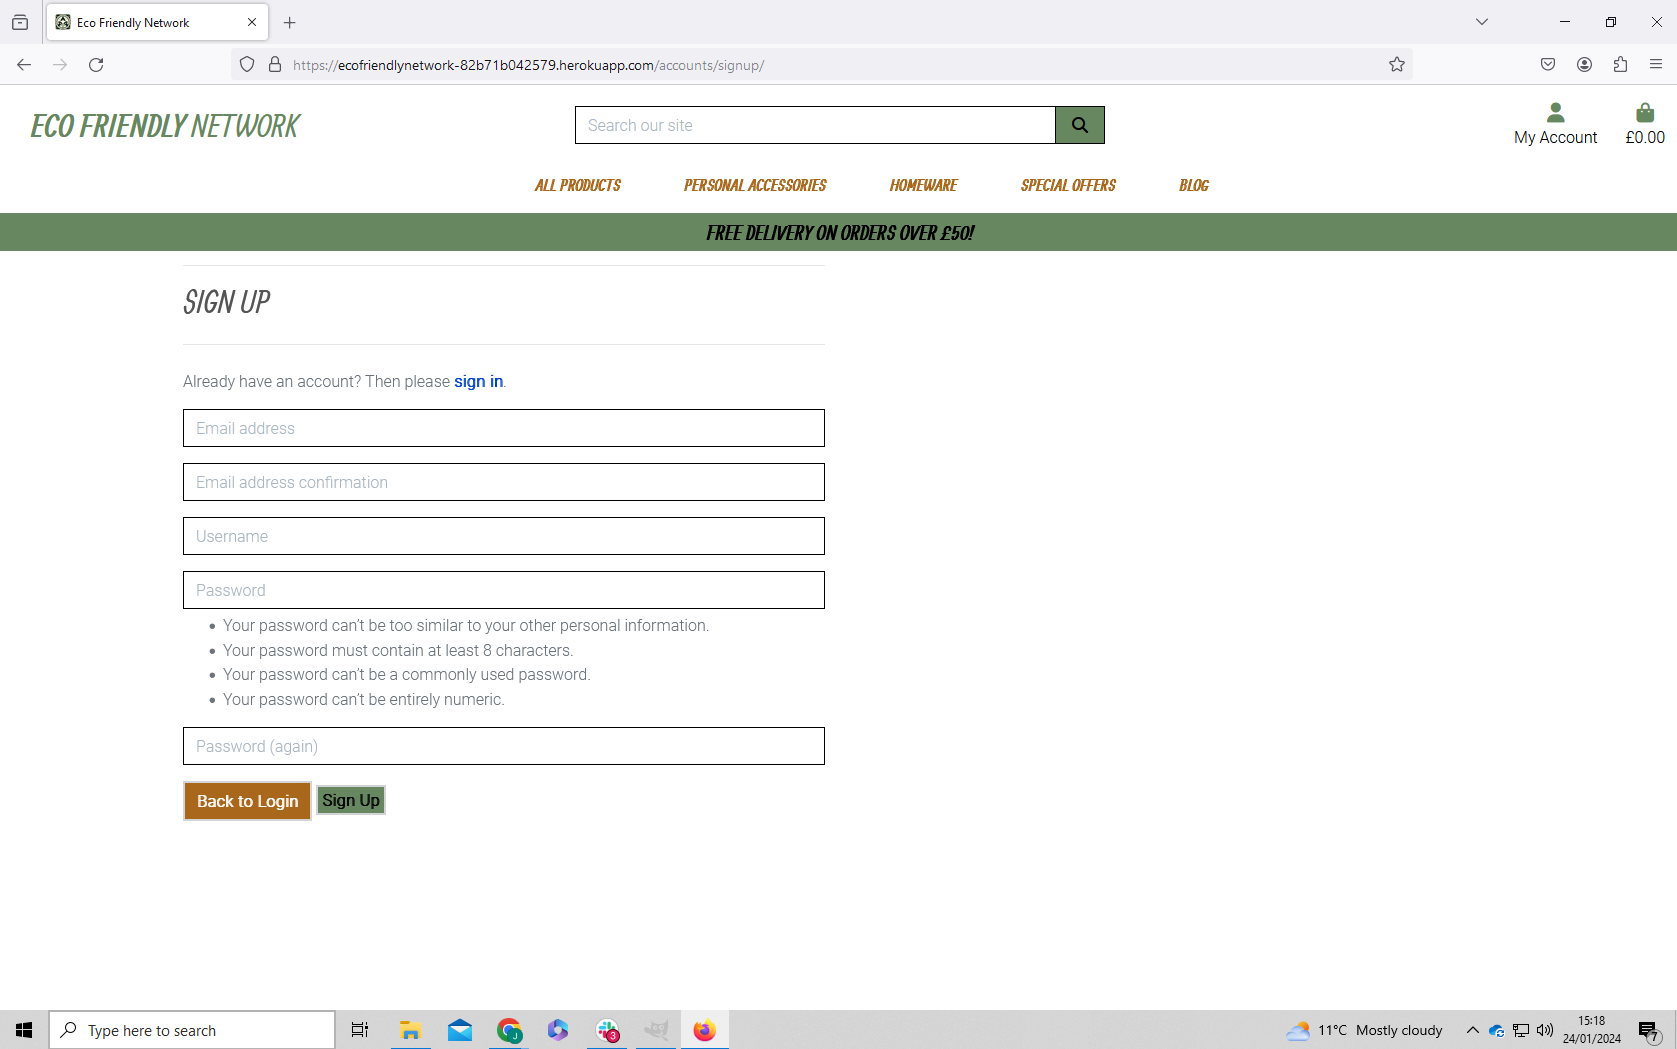 Eco Friendly Network
https://ecofriendlynetwork-82b71b042579.herokuapp.com/accounts/signup/
ECO FRIENDLY NETWORK
Search our site
My Account
£0.00
ALL PRODUCTS
PERSONAL ACCESSORIES
HOMEWARE
SPECIAL OFFERS
BLOG
FREE DELIVERY ON ORDERS OVER £50!
SIGN UP
Already have an account? Then please sign in.
Email address
Email address confirmation
Username
Password
Your password can’t be too similar to your other personal information.
Your password must contain at least 8 characters.
Your password can’t be a commonly used password.
Your password can’t be entirely numeric.
Password (again)
Back to Login
Sign Up
Type here to search
J
3
11°C Mostly cloudy
15:18
24/01/2024
7